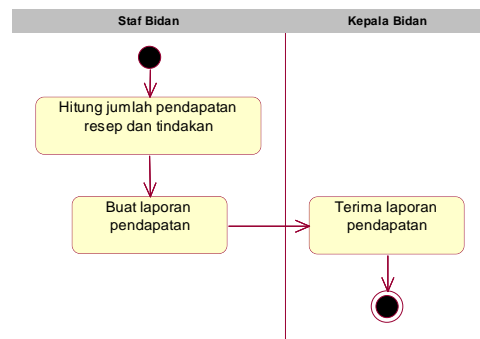 Staf Bidan
Kepala Bidan
Hitung jumlah pendapatan
resep dan tindakan
Buat laporan
pendapatan
Terima laporan
pendapatan